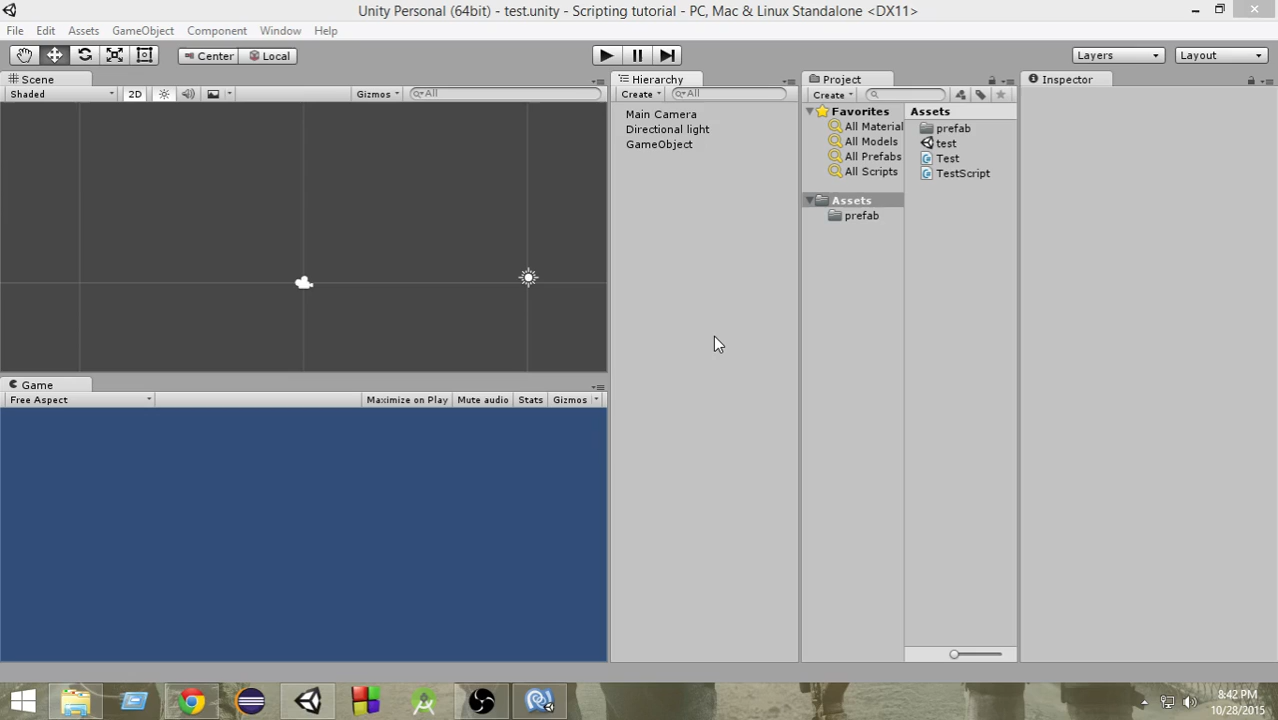 Unity Personal (64bit) - test.unity - Scripting tutorial - PC, Mac & Linux Standalone <DX11>
File Edit Assets GameObject Component Window Help
Center Local Layers Layout
Scene
Shaded 2D Gizmos All
Hierarchy
Create All
Main Camera
Directional light
GameObject
Project
Create
Favorites
All Material
All Models
All Prefabs
All Scripts
Assets
prefab
Assets
prefab
test
Test
TestScript
Inspector
Game
Free Aspect Maximize on Play Mute audio Stats Gizmos
8:42 PM
10/28/2015